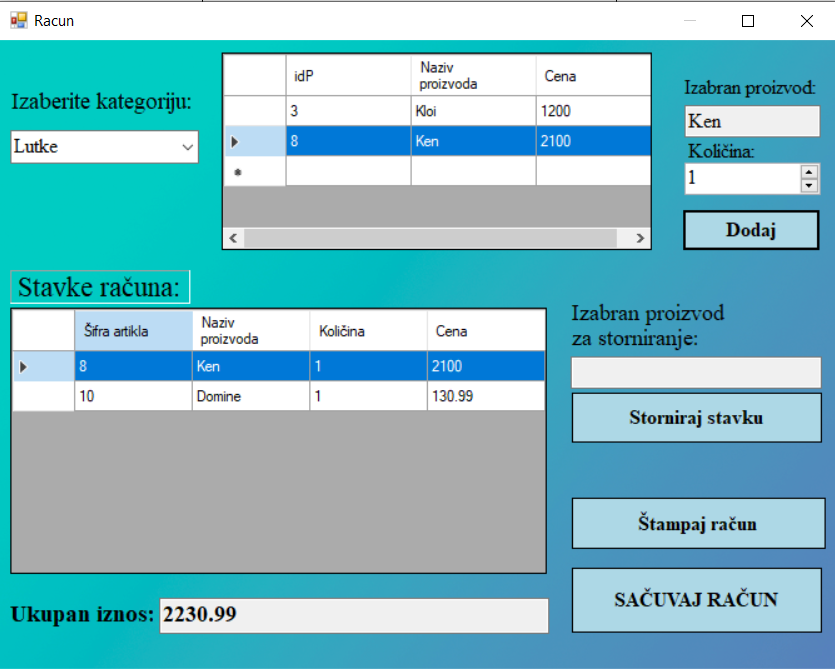 Racun
Izaberite kategoriju:
Lutke
idP Naziv proizvoda Cena
3 Kloi 1200
8 Ken 2100
Izabran proizvod:
Ken
Količina:
1
Dodaj
Stavke računa:
Šifra artikla Naziv proizvoda Količina Cena
8 Ken 1 2100
10 Domine 1 130.99
Izabran proizvod
za storniranje:
Storniraj stavku
Štampaj račun
SAČUVAJ RAČUN
Ukupan iznos: 2230.99